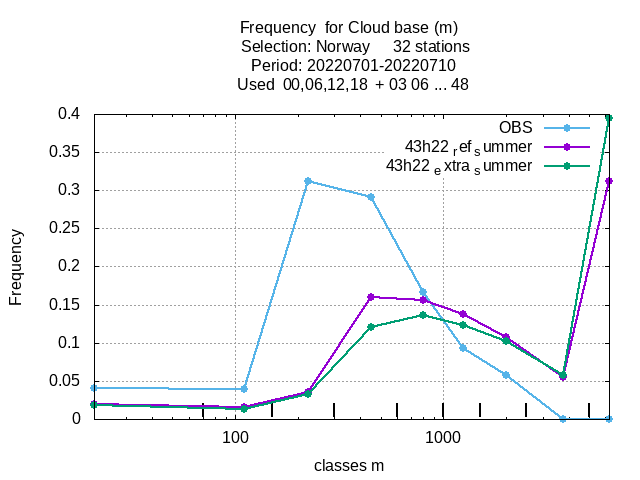 Frequency for Cloud base (m)
Selection: Norway 32 stations
Period: 20220701-20220710
Used 00,06,12,18 + 03 06 ... 48
0.4
0.35
0.3
0.25
0.2
0.15
0.1
0.05
0
Frequency
OBS
43h22 ref summer
43h22 extra summer
100
1000
classes m